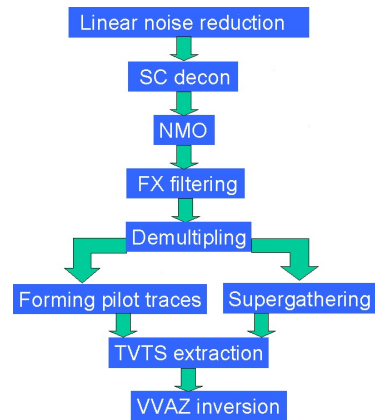 Linear noise reduction
SC decon
NMO
FX filtering
Demultipling
Forming pilot traces
Supergathering
TVTS extraction
VVAZ inversion